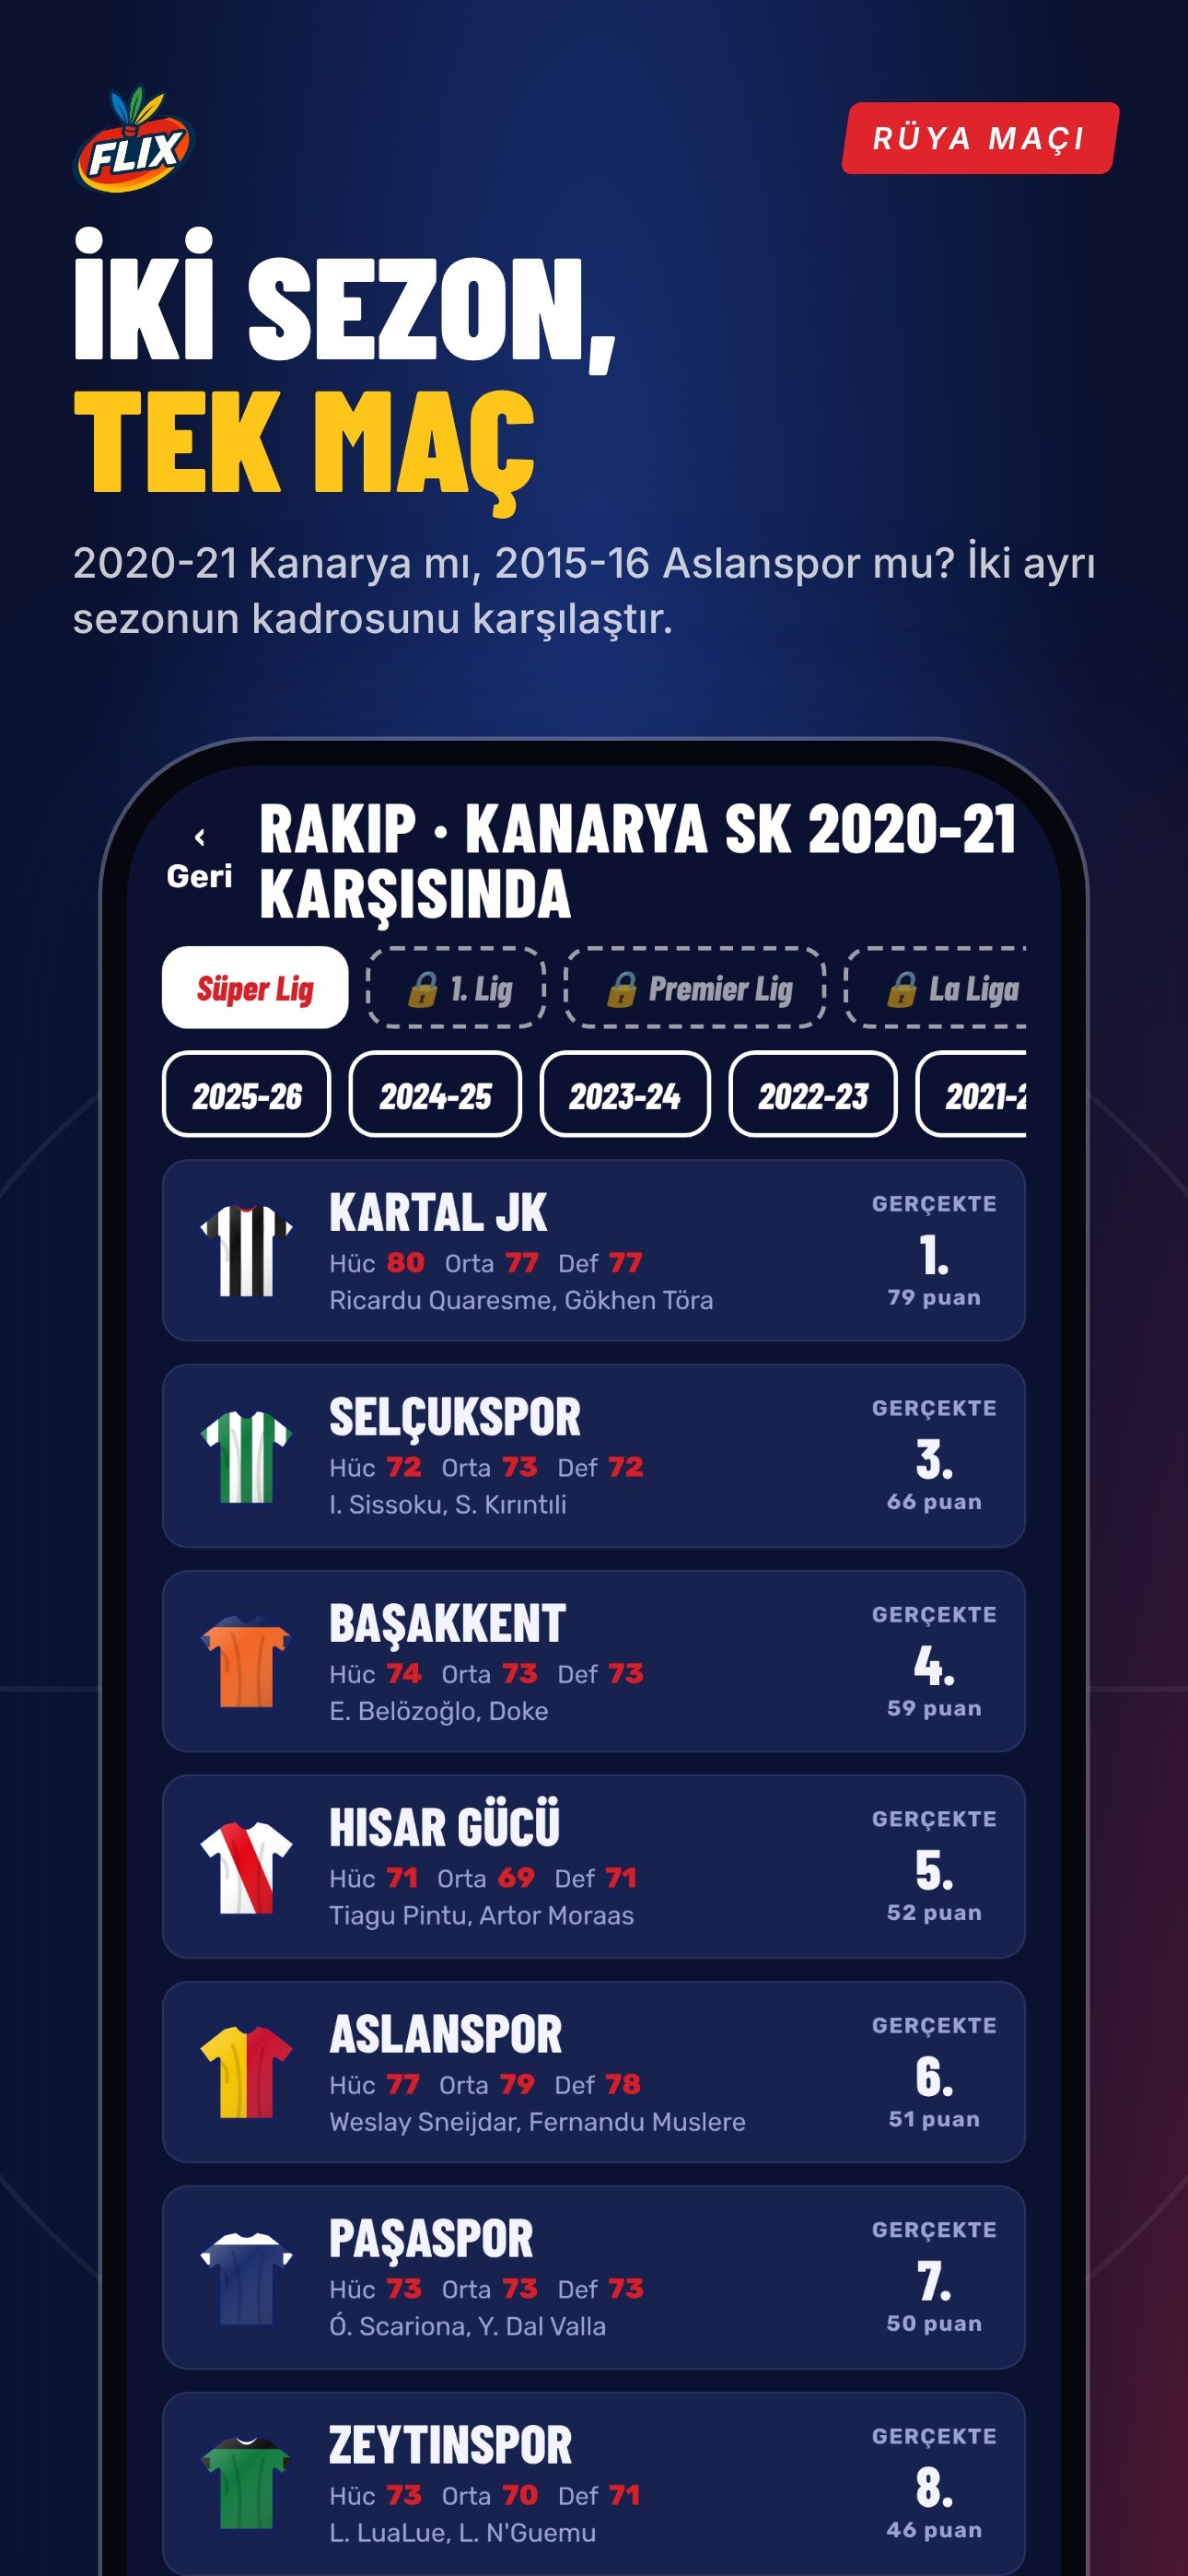 FLIX
RÜYA MAÇI
İKİ SEZON,
TEK MAÇ
2020-21 Kanarya mı, 2015-16 Aslanspor mu? İki ayrı
sezonun kadrosunu karşılaştır.
‹
Geri
RAKIP · KANARYA SK 2020-21
KARŞISINDA
Süper Lig
1. Lig
Premier Lig
La Liga
2025-26
2024-25
2023-24
2022-23
2021-2
KARTAL JK
Hüc 80 Orta 77 Def 77
Ricardu Quaresme, Gökhen Töra
GERÇEKTE
1.
79 puan
SELÇUKSPOR
Hüc 72 Orta 73 Def 72
I. Sissoku, S. Kırıntıli
GERÇEKTE
3.
66 puan
BAŞAKKENT
Hüc 74 Orta 73 Def 73
E. Belözoğlo, Doke
GERÇEKTE
4.
59 puan
HISAR GÜCÜ
Hüc 71 Orta 69 Def 71
Tiagu Pintu, Artor Moraas
GERÇEKTE
5.
52 puan
ASLANSPOR
Hüc 77 Orta 79 Def 78
Weslay Sneijdar, Fernandu Muslere
GERÇEKTE
6.
51 puan
PAŞASPOR
Hüc 73 Orta 73 Def 73
Ó. Scariona, Y. Dal Valla
GERÇEKTE
7.
50 puan
ZEYTINSPOR
Hüc 73 Orta 70 Def 71
L. LuaLue, L. N'Guemu
GERÇEKTE
8.
46 puan